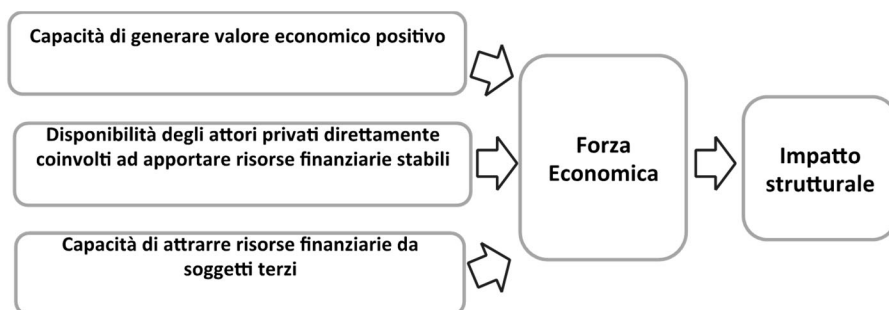 Capacità di generare valore economico positivo
Disponibilità degli attori privati direttamente
coinvolti ad apportare risorse finanziarie stabili
Capacità di attrarre risorse finanziarie da
soggetti terzi
Forza
Economica
Impatto
strutturale